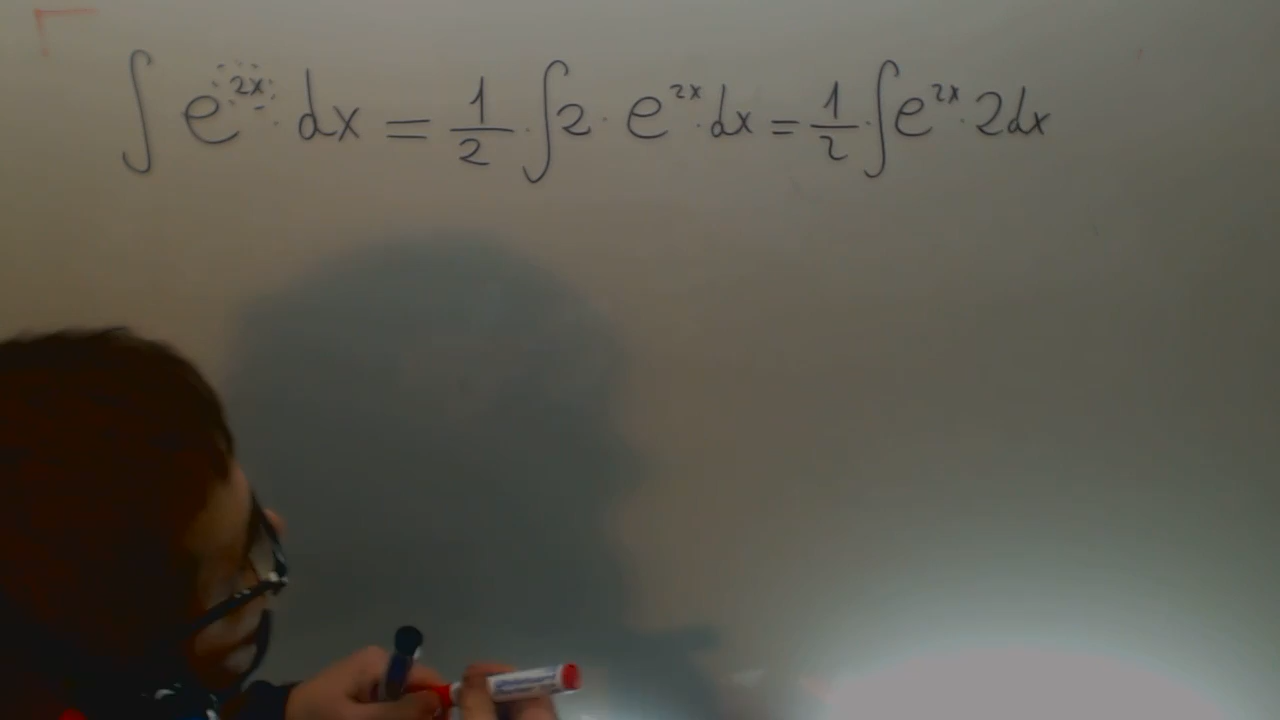 ∫ e^{2x} dx = 1/2 · ∫ 2 · e^{2x} · dx = 1/2 · ∫ e^{2x} · 2dx